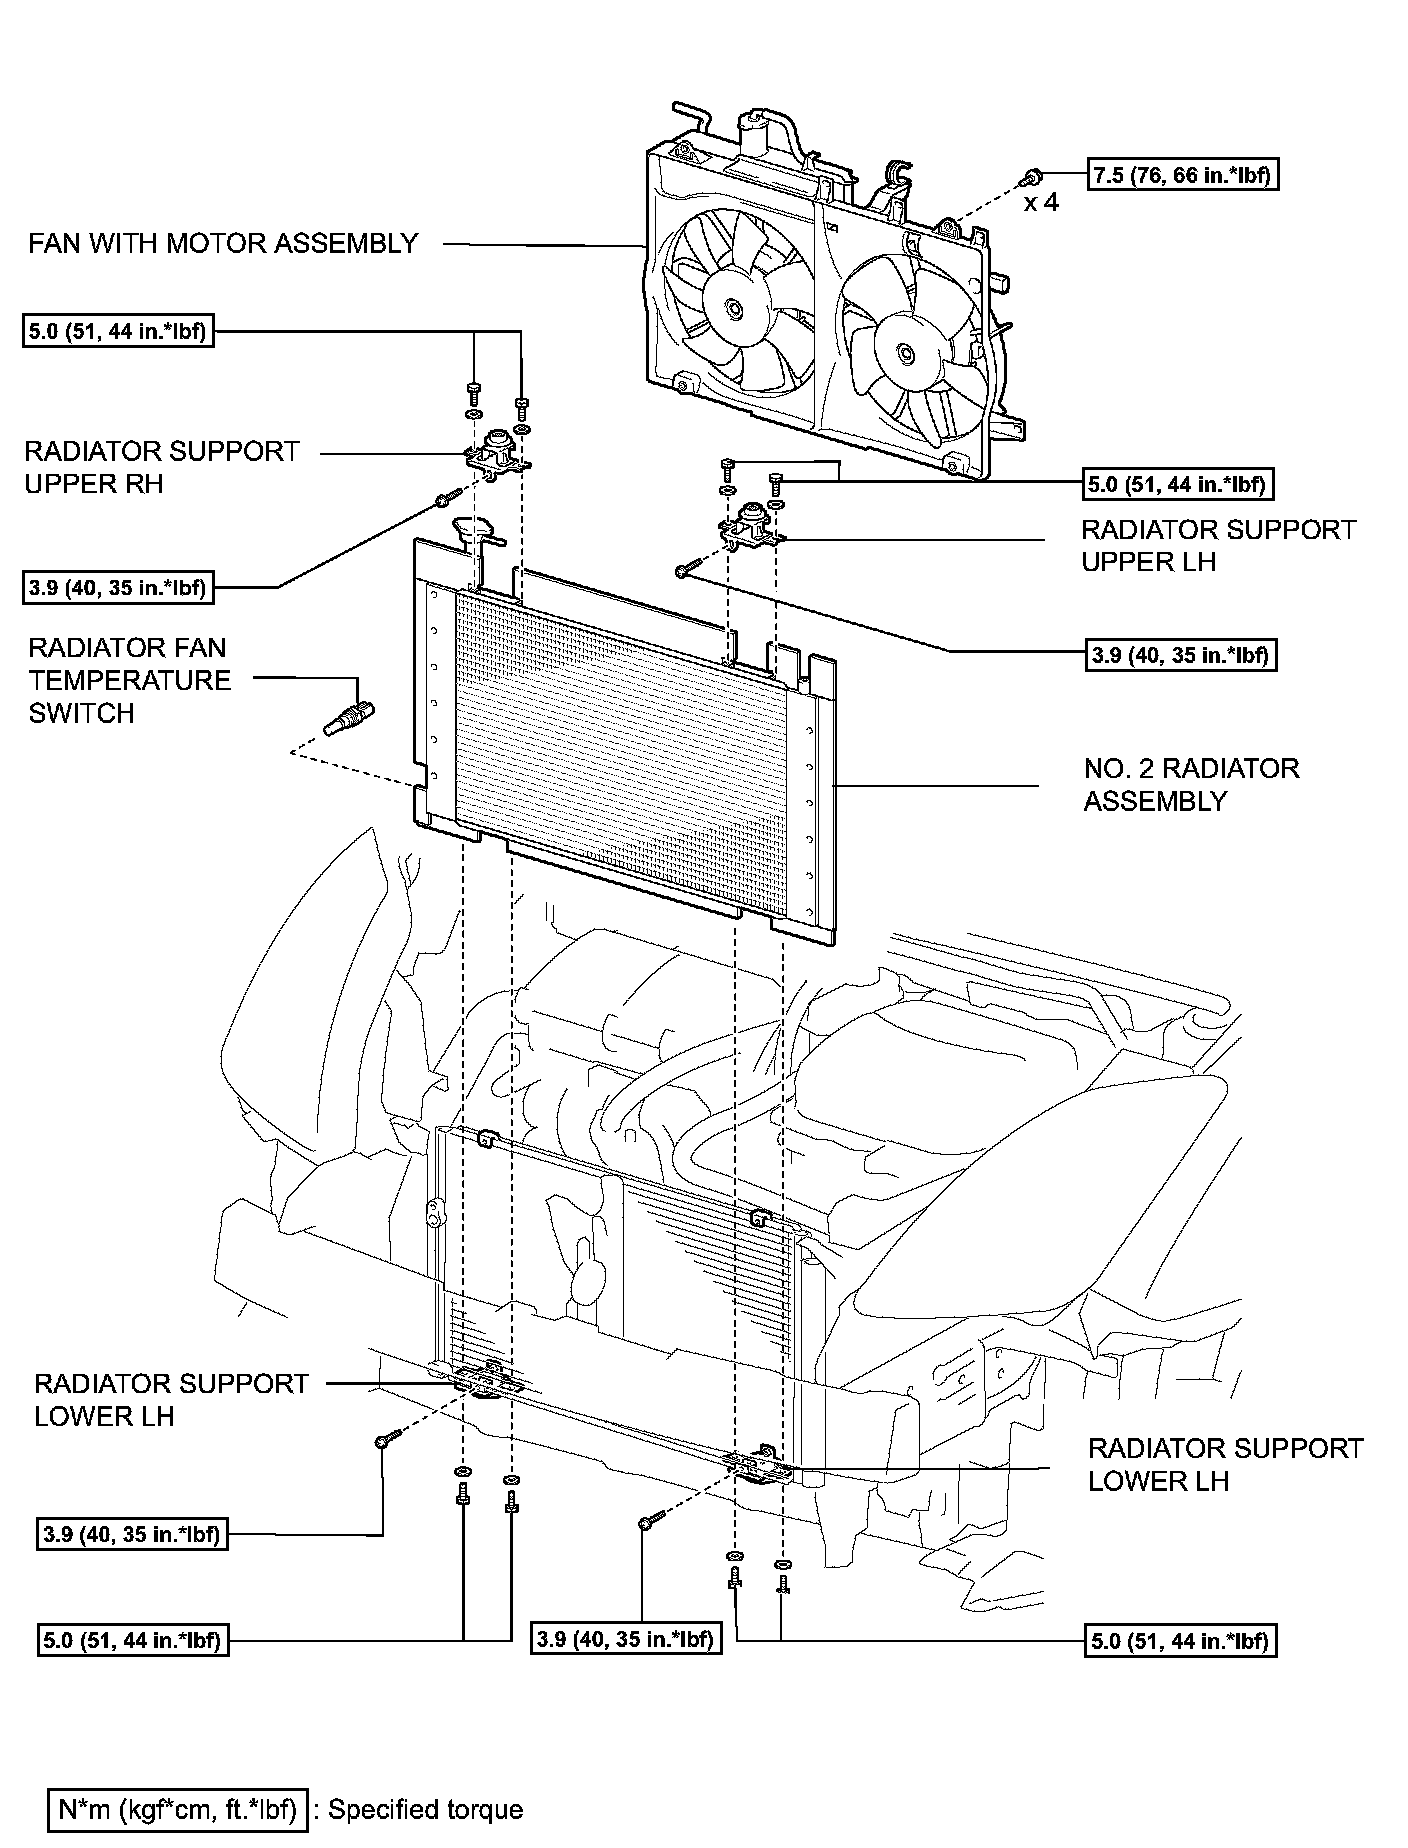 7.5 (76, 66 in.*lbf)
x 4
FAN WITH MOTOR ASSEMBLY
5.0 (51, 44 in.*lbf)
RADIATOR SUPPORT
UPPER RH
5.0 (51, 44 in.*lbf)
RADIATOR SUPPORT
UPPER LH
3.9 (40, 35 in.*lbf)
RADIATOR FAN
TEMPERATURE
SWITCH
3.9 (40, 35 in.*lbf)
NO. 2 RADIATOR
ASSEMBLY
RADIATOR SUPPORT
LOWER LH
RADIATOR SUPPORT
LOWER LH
3.9 (40, 35 in.*lbf)
5.0 (51, 44 in.*lbf)
3.9 (40, 35 in.*lbf)
5.0 (51, 44 in.*lbf)
N*m (kgf*cm, ft.*lbf) : Specified torque